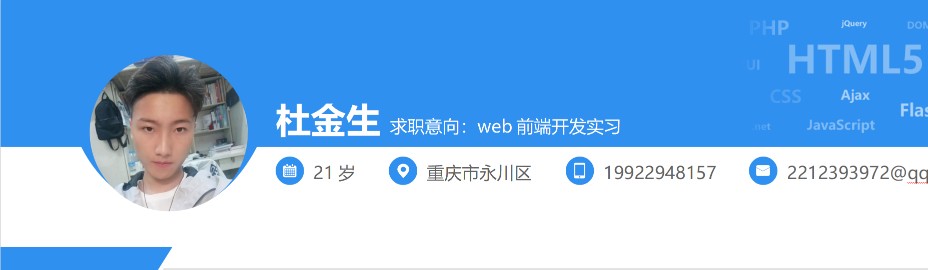 PHP jQuery DOM
UI HTML5
CSS Ajax Flas
.net JavaScript
杜金生 求职意向：web 前端开发实习
21 岁 重庆市永川区 19922948157 2212393972@qq